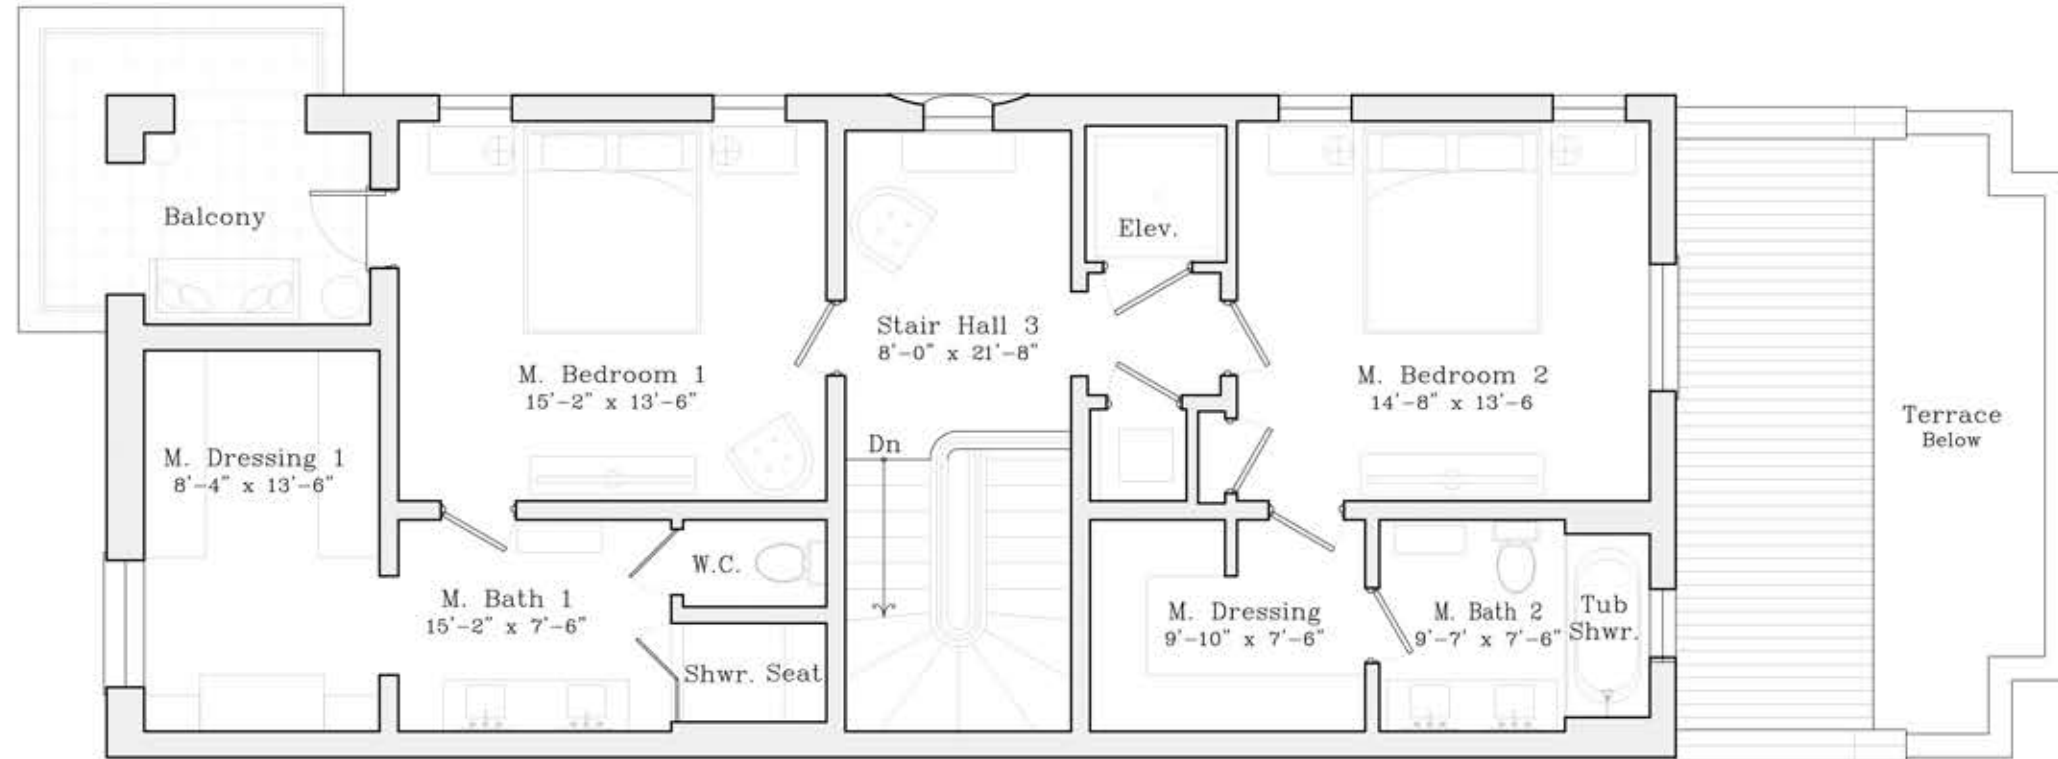 Balcony
Elev.
Stair Hall 3
8'-0" x 21'-8"
M. Bedroom 1
15'-2" x 13'-6"
M. Bedroom 2
14'-8" x 13'-6
Terrace
Below
Dn
M. Dressing 1
8'-4" x 13'-6"
W.C.
M. Bath 1
15'-2" x 7'-6"
M. Dressing
9'-10" x 7'-6"
M. Bath 2
9'-7' x 7'-6"
Tub
Shwr.
Shwr. Seat